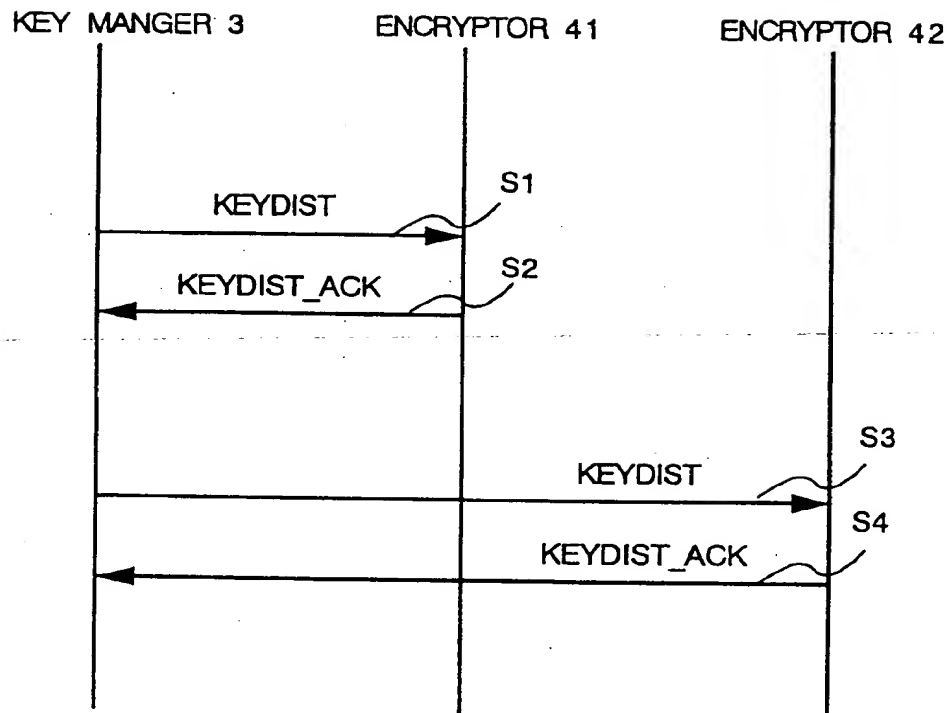 KEY MANGER 3
ENCRYPTOR 41
ENCRYPTOR 42
S1
KEYDIST
S2
KEYDIST_ACK
S3
KEYDIST
S4
KEYDIST_ACK